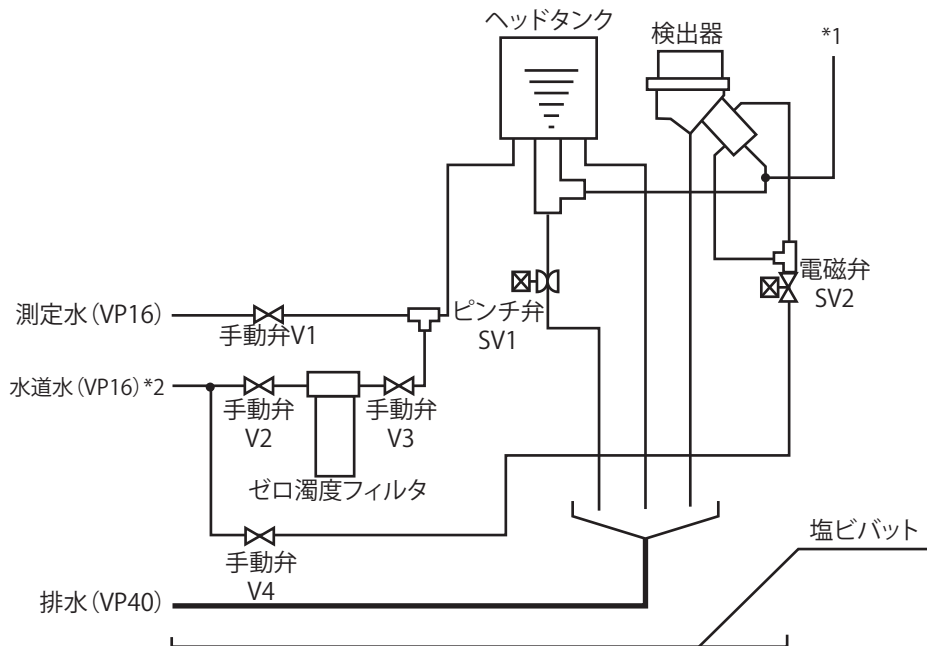 ヘッドタンク
検出器
*1
測定水(VP16)
手動弁V1
ピンチ弁
SV1
電磁弁
SV2
水道水(VP16)*2
手動弁
V2
手動弁
V3
ゼロ濁度フィルタ
手動弁
V4
塩ビバット
排水(VP40)